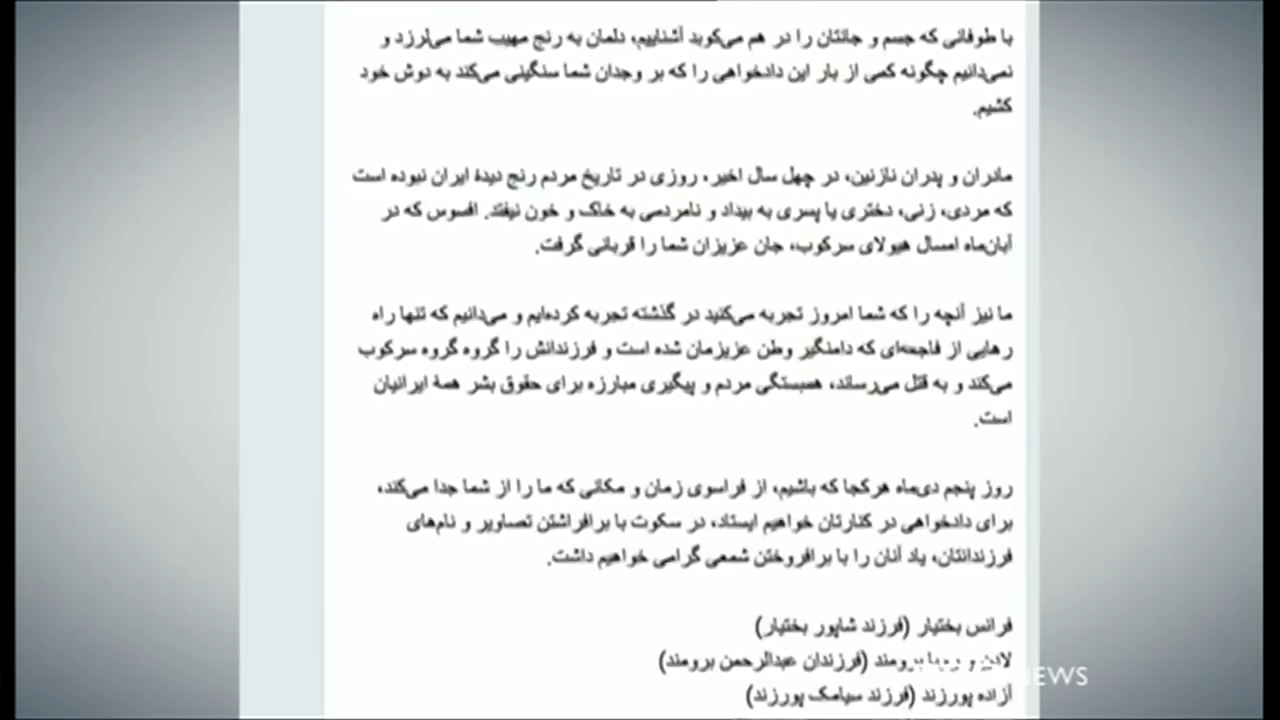 با طوفانی که جسم و جانتان را در هم می‌کوبد آشناییم، دلمان به رنج مهیب شما می‌لرزد و
نمی‌دانیم چگونه کمی از بار این دادخواهی را که بر وجدان شما سنگینی می‌کند به دوش خود
کشیم.
مادران و پدران نازنین، در چهل سال اخیر، روزی در تاریخ مردم رنج دیدهٔ ایران نبوده است
که مردی، زنی، دختری یا پسری به بیداد و نامردمی به خاک و خون نیفتد. افسوس که در
آبان‌ماه امسال هیولای سرکوب، جان عزیزان شما را قربانی گرفت.
ما نیز آنچه را که شما امروز تجربه می‌کنید در گذشته تجربه کرده‌ایم و می‌دانیم که تنها راه
رهایی از فاجعه‌ای که دامنگیر وطن عزیزمان شده است و فرزندانش را گروه گروه سرکوب
می‌کند و به قتل می‌رساند، همبستگی مردم و پیگیری مبارزه برای حقوق بشر همهٔ ایرانیان
است.
روز پنجم دی‌ماه هرکجا که باشیم، از فراسوی زمان و مکانی که ما را از شما جدا می‌کند،
برای دادخواهی در کنارتان خواهیم ایستاد، در سکوت با برافراشتن تصاویر و نام‌های
فرزندانتان، یاد آنان را با برافروختن شمعی گرامی خواهیم داشت.
فرانس بختیار (فرزند شاپور بختیار)
لادن و برومند (فرزندان عبدالرحمن برومند)
آزاده پورزند (فرزند سیامک پورزند)
NEWS